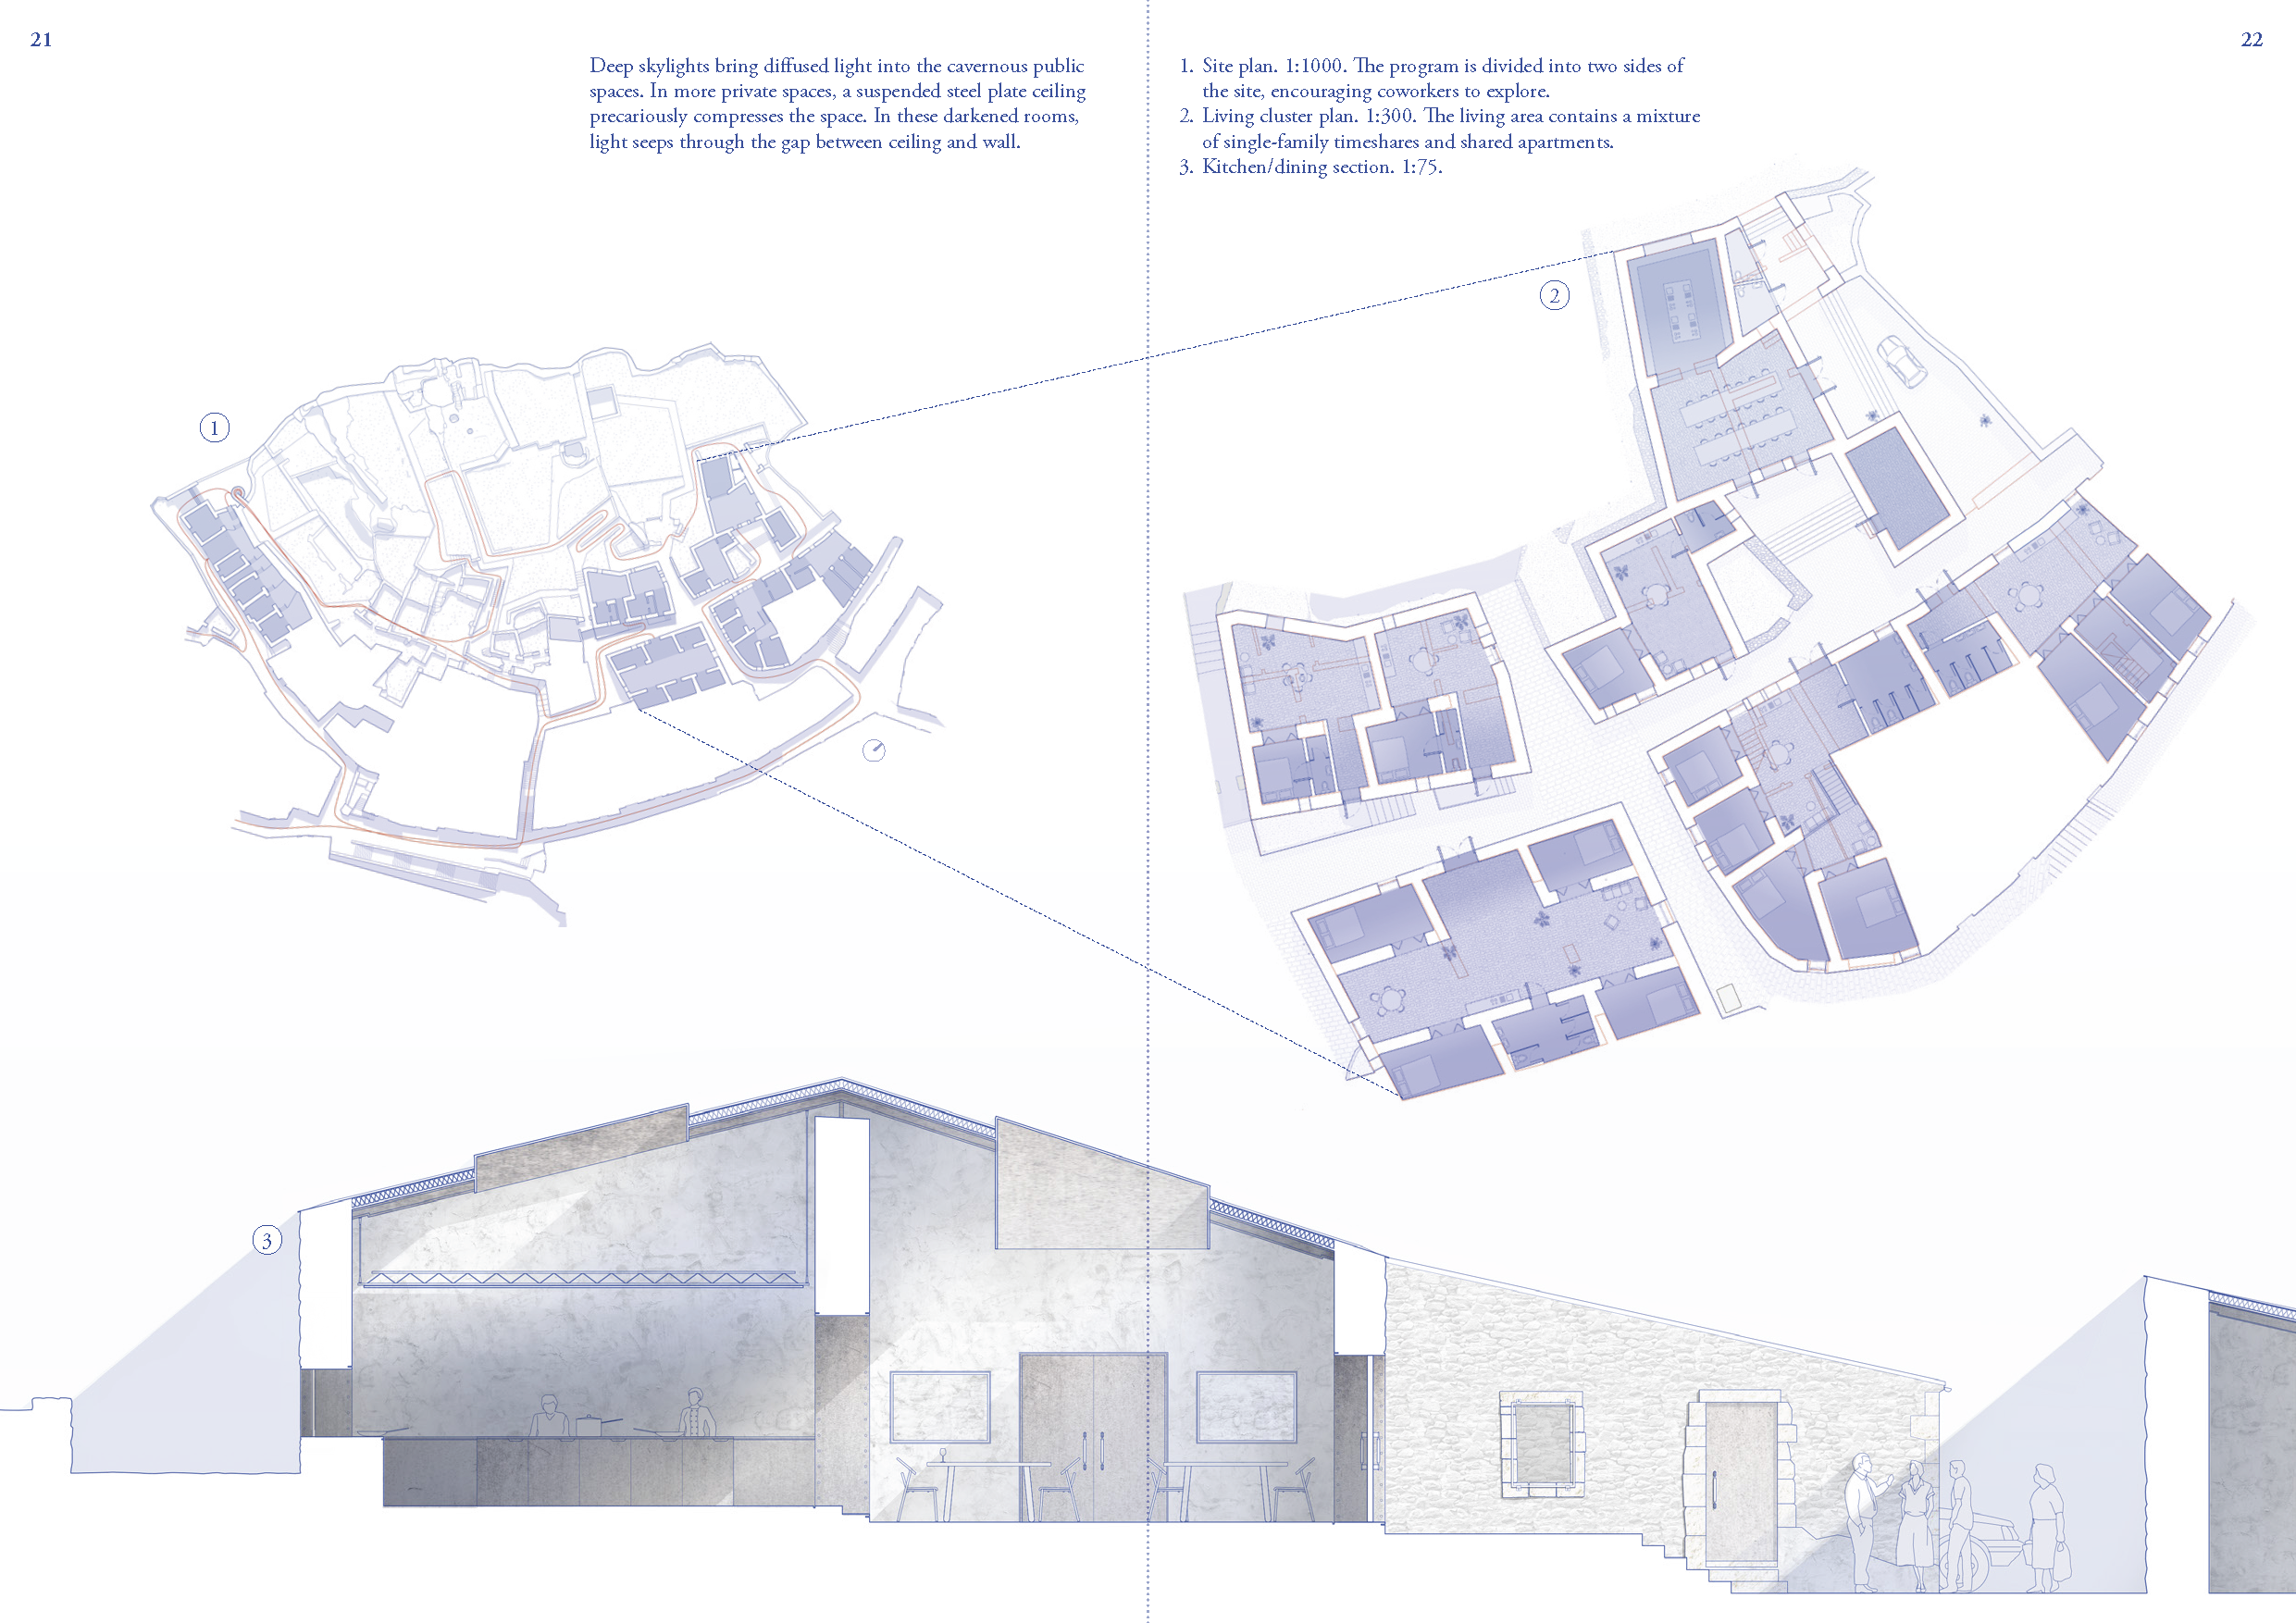 21
22
Deep skylights bring diffused light into the cavernous public
spaces. In more private spaces, a suspended steel plate ceiling
precariously compresses the space. In these darkened rooms,
light seeps through the gap between ceiling and wall.
1. Site plan. 1:1000. The program is divided into two sides of
the site, encouraging coworkers to explore.
2. Living cluster plan. 1:300. The living area contains a mixture
of single-family timeshares and shared apartments.
3. Kitchen/dining section. 1:75.
2
1
3